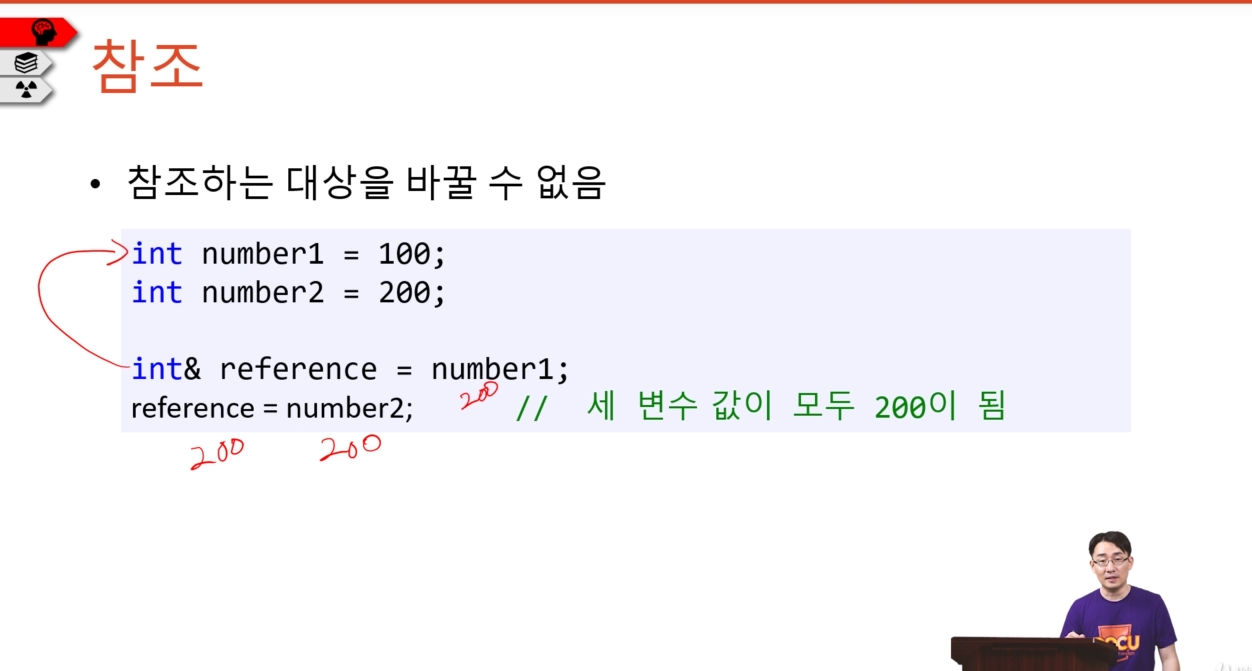 참조
• 참조하는 대상을 바꿀 수 없음
int number1 = 100;
int number2 = 200;
int& reference = number1;
200
reference = number2; // 세 변수 값이 모두 200이 됨
200 200